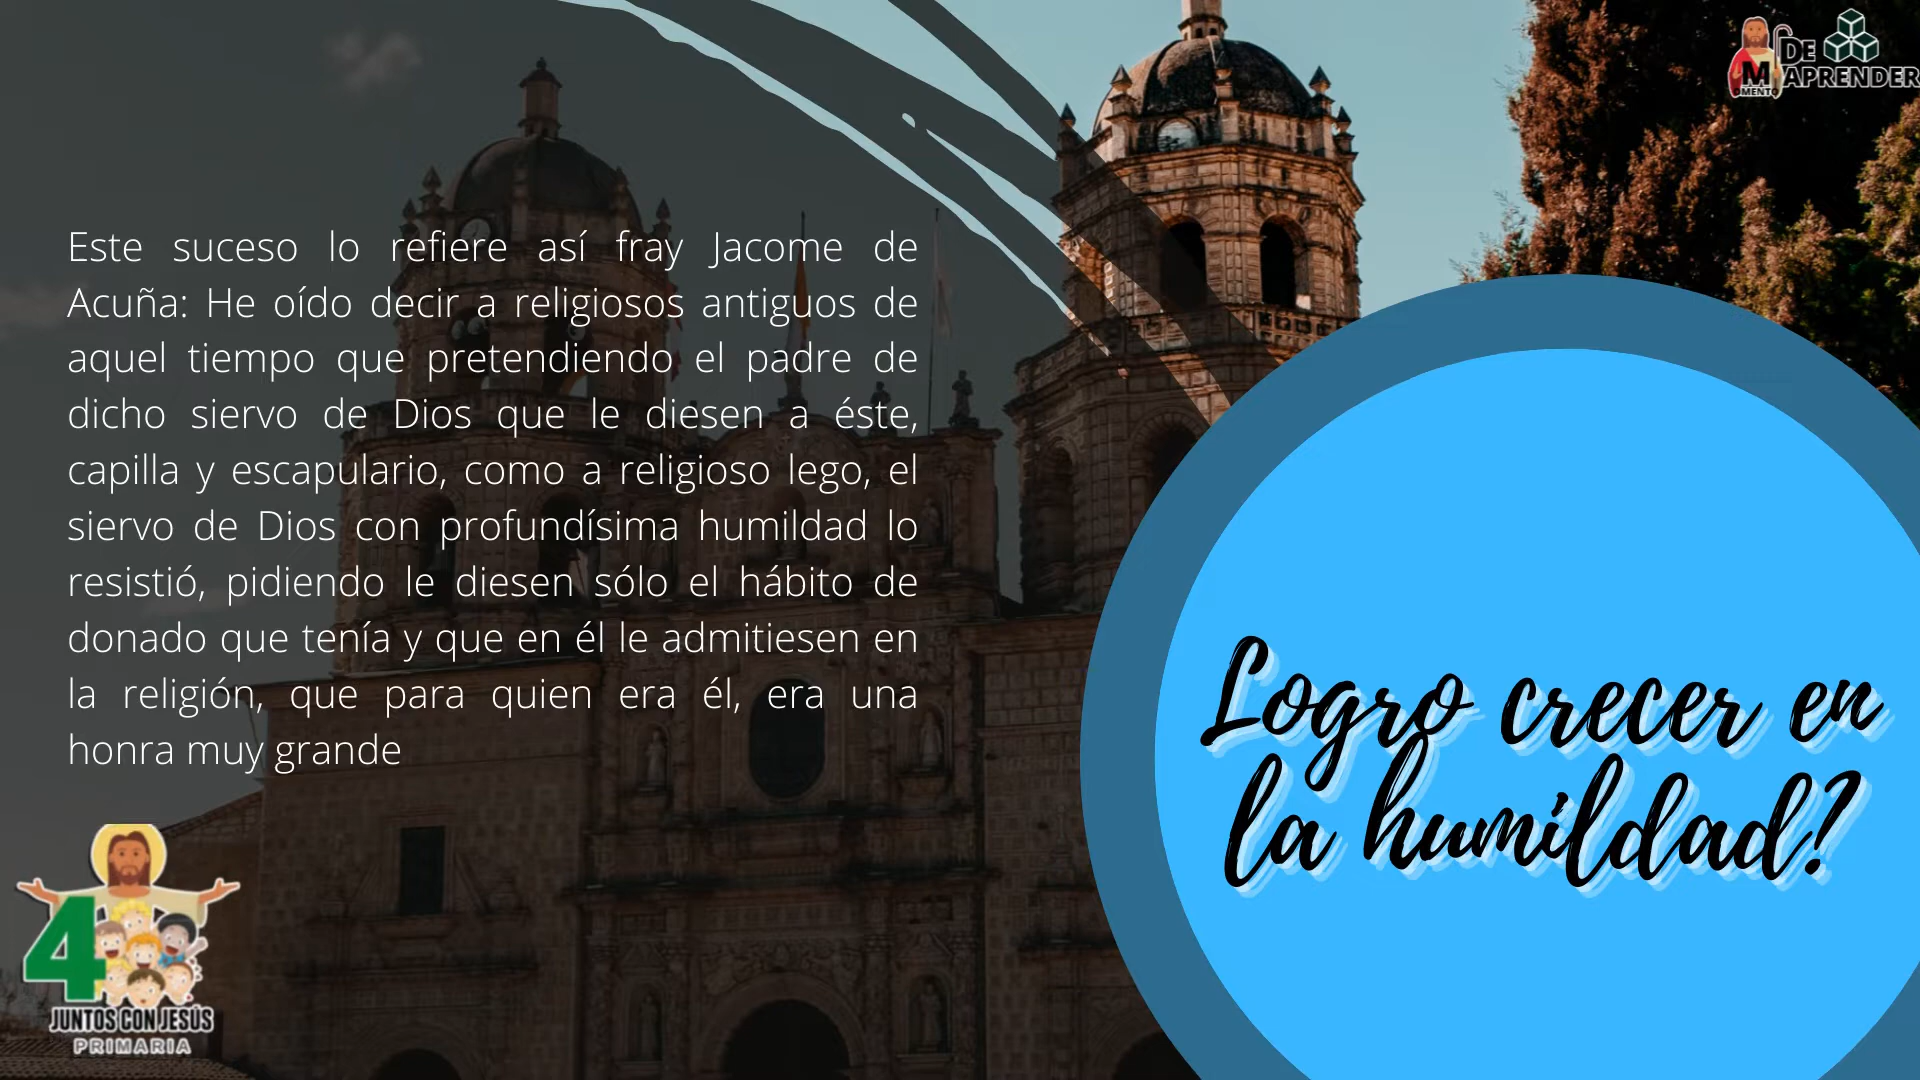 DE
MOMENTO
APRENDER
Este suceso lo refiere así fray Jacome de
Acuña: He oído decir a religiosos antiguos de
aquel tiempo que pretendiendo el padre de
dicho siervo de Dios que le diesen a éste,
capilla y escapulario, como a religioso lego, el
siervo de Dios con profundísima humildad lo
resistió, pidiendo le diesen sólo el hábito de
donado que tenía y que en él le admitiesen en
la religión, que para quien era él, era una
honra muy grande
Logro crecer en
la humildad?
4
JUNTOS CON JESÚS
PRIMARIA